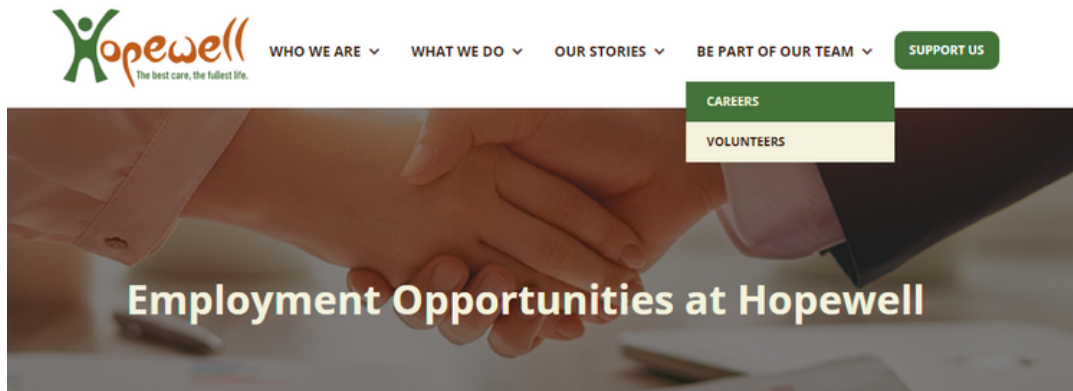 Hopewell
The best care, the fullest life.
WHO WE ARE WHAT WE DO OUR STORIES BE PART OF OUR TEAM SUPPORT US
CAREERS
VOLUNTEERS
Employment Opportunities at Hopewell